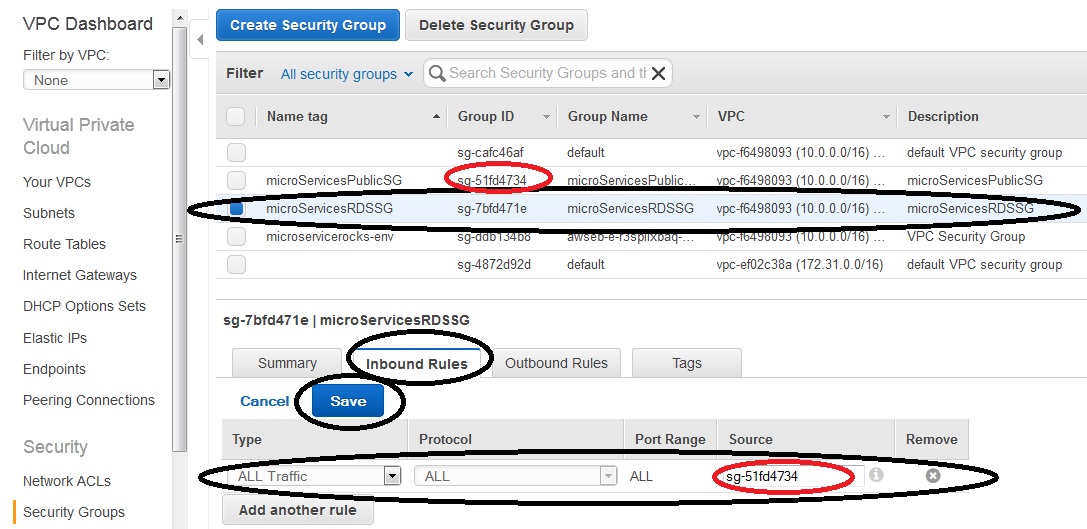 VPC Dashboard
Filter by VPC:
None
Virtual Private
Cloud
Your VPCs
Subnets
Route Tables
Internet Gateways
DHCP Options Sets
Elastic IPs
Endpoints
Peering Connections
Security
Network ACLs
Security Groups
Create Security Group Delete Security Group
Filter All security groups Search Security Groups and th
Name tag Group ID Group Name VPC Description
sg-cafc46af default vpc-f6498093 (10.0.0.0/16) ... default VPC security group
microServicesPublicSG sg-51fd4734 microServicesPublic... vpc-f6498093 (10.0.0.0/16) ... microServicesPublicSG
microServicesRDSSG sg-7bfd471e microServicesRDSSG vpc-f6498093 (10.0.0.0/16) ... microServicesRDSSG
microservicerocks-env sg-ddb134b8 vpc-f6498093 (10.0.0.0/16) ... VPC Security Group
sg-4872d92d default vpc-ef02c38a (172.31.0.0/16) default VPC security group
sg-7bfd471e | microServicesRDSSG
Summary Inbound Rules Outbound Rules Tags
Cancel Save
Type Protocol Port Range Source Remove
ALL Traffic ALL ALL sg-51fd4734
Add another rule